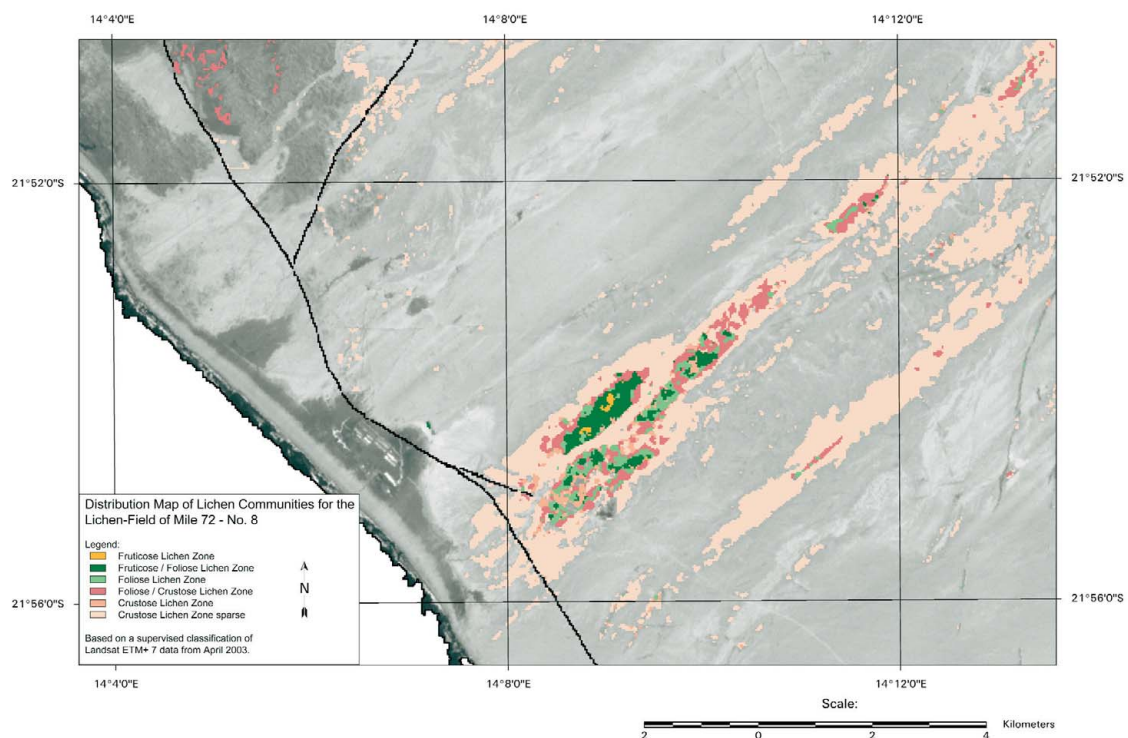 14°4'0"E 14°8'0"E 14°12'0"E
21°52'0"S 21°52'0"S
Distribution Map of Lichen Communities for the
Lichen-Field of Mile 72 - No. 8
Legend:
Fruticose Lichen Zone
Fruticose / Foliose Lichen Zone
Foliose Lichen Zone
Foliose / Crustose Lichen Zone
Crustose Lichen Zone
Crustose Lichen Zone sparse
N
Based on a supervised classification of
Landsat ETM+ 7 data from April 2003.
21°56'0"S 21°56'0"S
14°4'0"E 14°8'0"E 14°12'0"E
Scale:
Kilometers
2 0 2 4